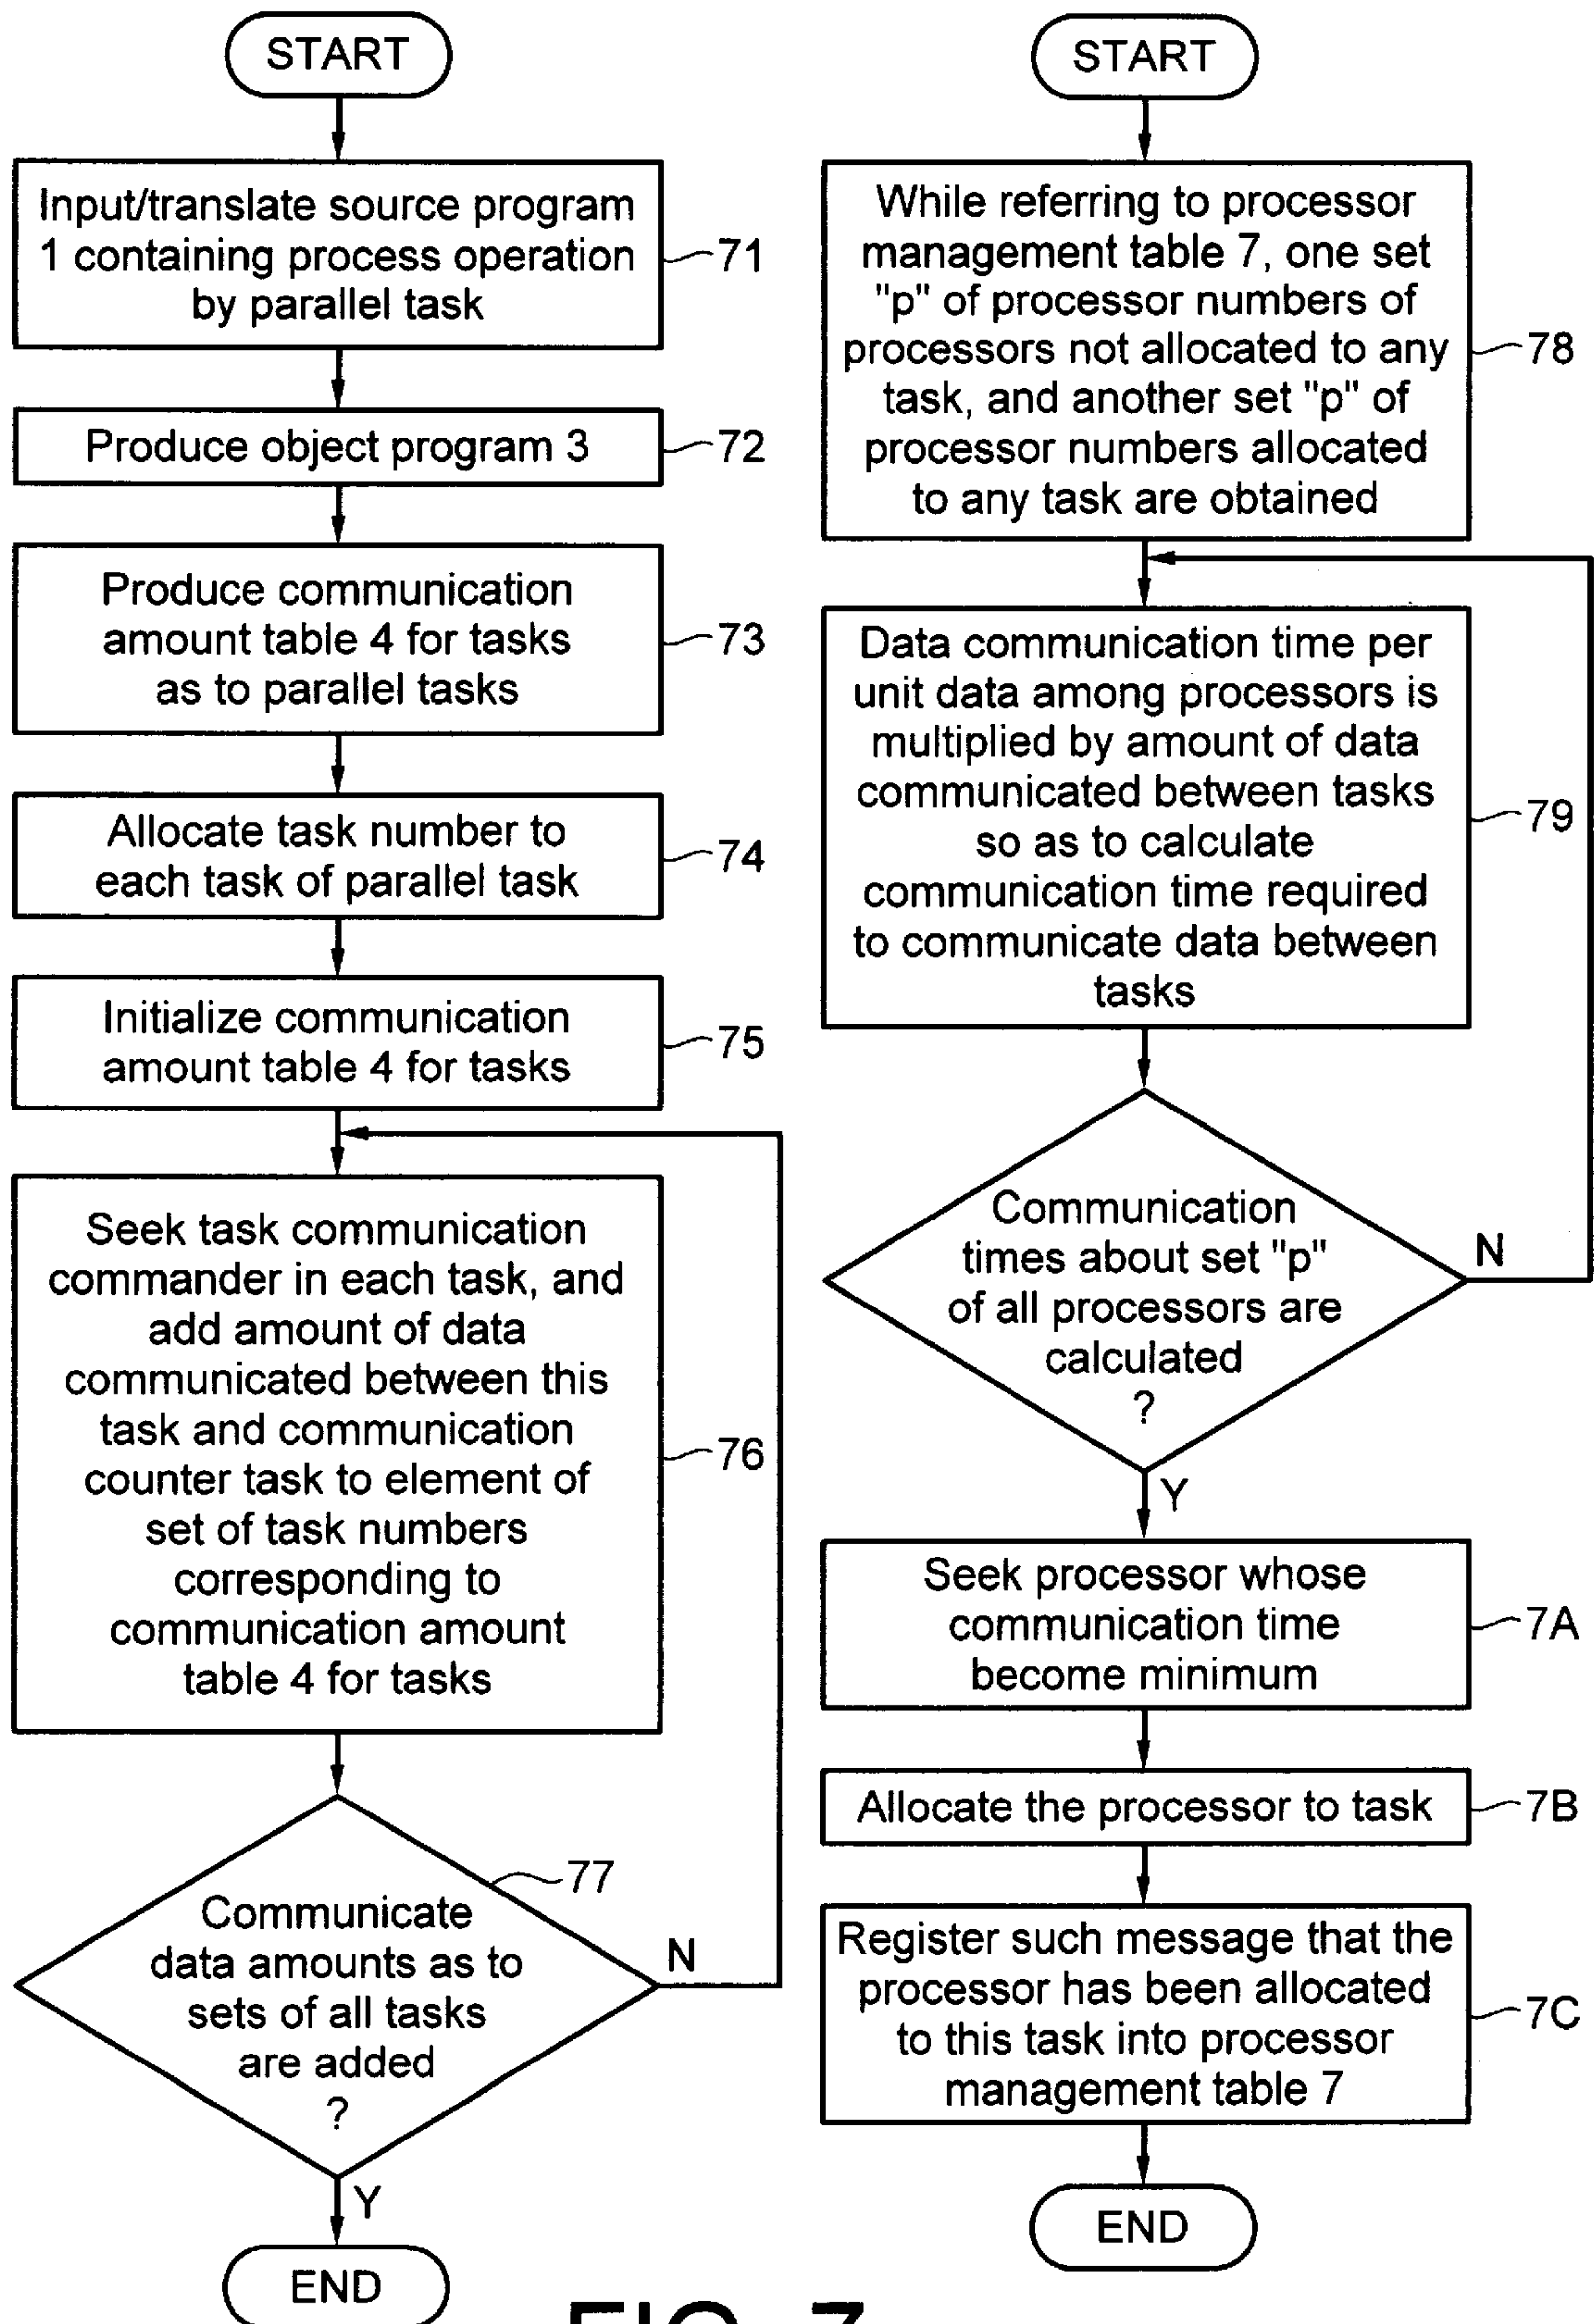 START
Input/translate source program
1 containing process operation
by parallel task
71
Produce object program 3
72
Produce communication
amount table 4 for tasks
as to parallel tasks
73
Allocate task number to
each task of parallel task
74
Initialize communication
amount table 4 for tasks
75
Seek task communication
commander in each task, and
add amount of data
communicated between this
task and communication
counter task to element of
set of task numbers
corresponding to
communication amount
table 4 for tasks
76
77
Communicate
data amounts as to
sets of all tasks
are added
?
N
Y
END
START
While referring to processor
management table 7, one set
"p" of processor numbers of
processors not allocated to any
task, and another set "p" of
processor numbers allocated
to any task are obtained
78
Data communication time per
unit data among processors is
multiplied by amount of data
communicated between tasks
so as to calculate
communication time required
to communicate data between
tasks
79
Communication
times about set "p"
of all processors are
calculated
?
N
Y
Seek processor whose
communication time
become minimum
7A
Allocate the processor to task
7B
Register such message that the
processor has been allocated
to this task into processor
management table 7
7C
END